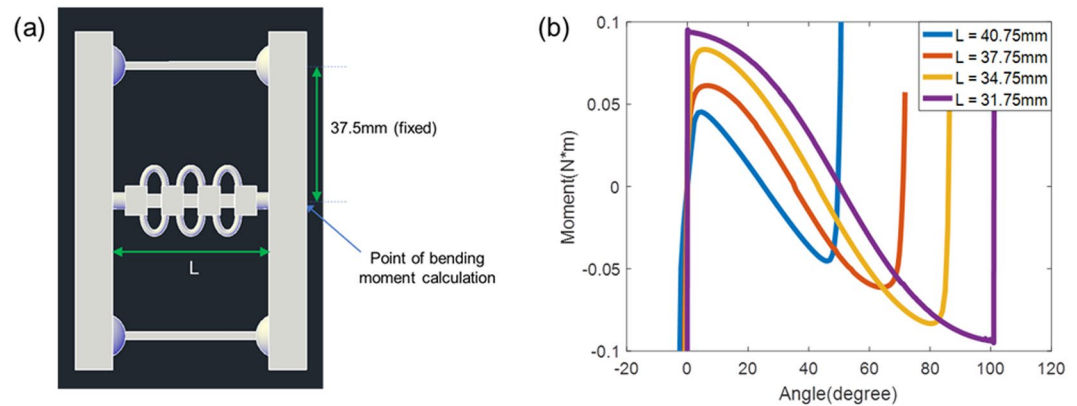 (a)
37.5mm (fixed)
L
Point of bending
moment calculation
(b)
0.1
0.05
0
-0.05
-0.1
Moment(N*m)
-20
0
20
40
60
80
100
120
Angle(degree)
L = 40.75mm
L = 37.75mm
L = 34.75mm
L = 31.75mm